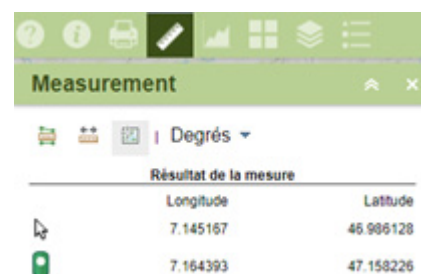 Measurement
Degrés
Résultat de la mesure
Longitude Latitude
7.145167 46.986128
7.164393 47.158226